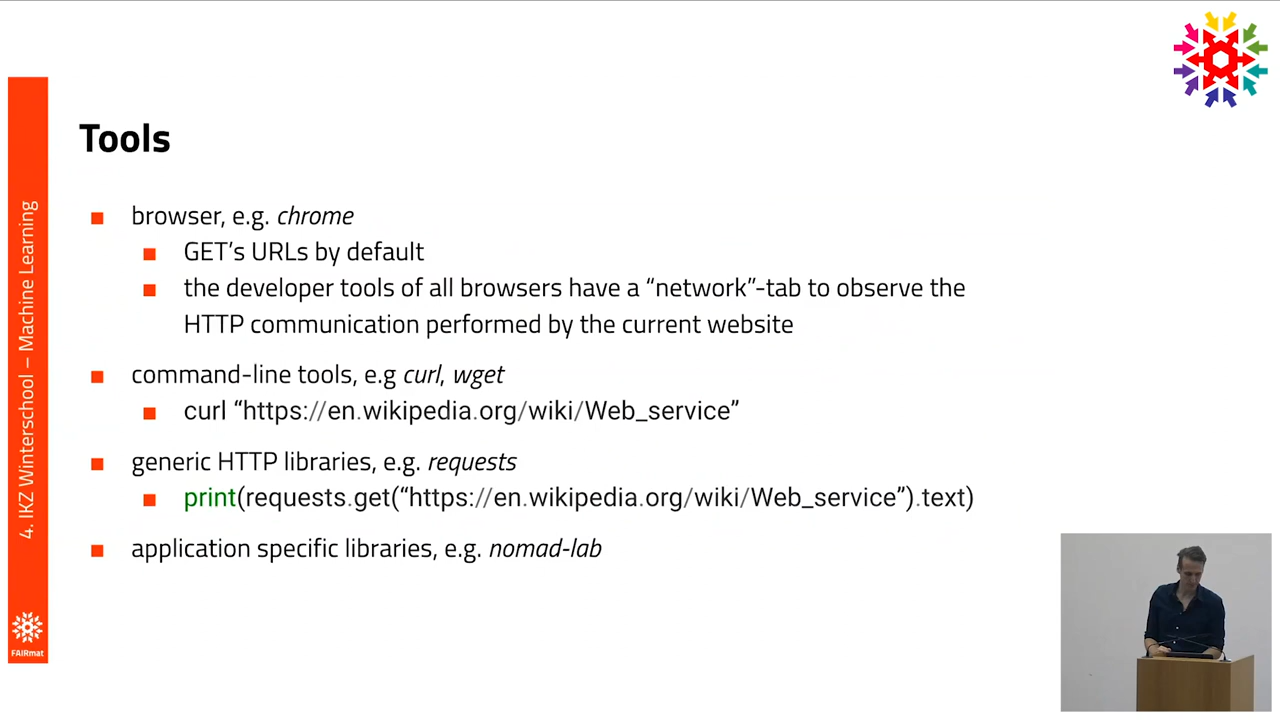 Tools
browser, e.g. chrome
GET's URLs by default
the developer tools of all browsers have a “network”-tab to observe the
HTTP communication performed by the current website
command-line tools, e.g curl, wget
curl “https://en.wikipedia.org/wiki/Web_service”
generic HTTP libraries, e.g. requests
print(requests.get(“https://en.wikipedia.org/wiki/Web_service”).text)
application specific libraries, e.g. nomad-lab
4. IKZ Winterschool – Machine Learning
FAIRmat